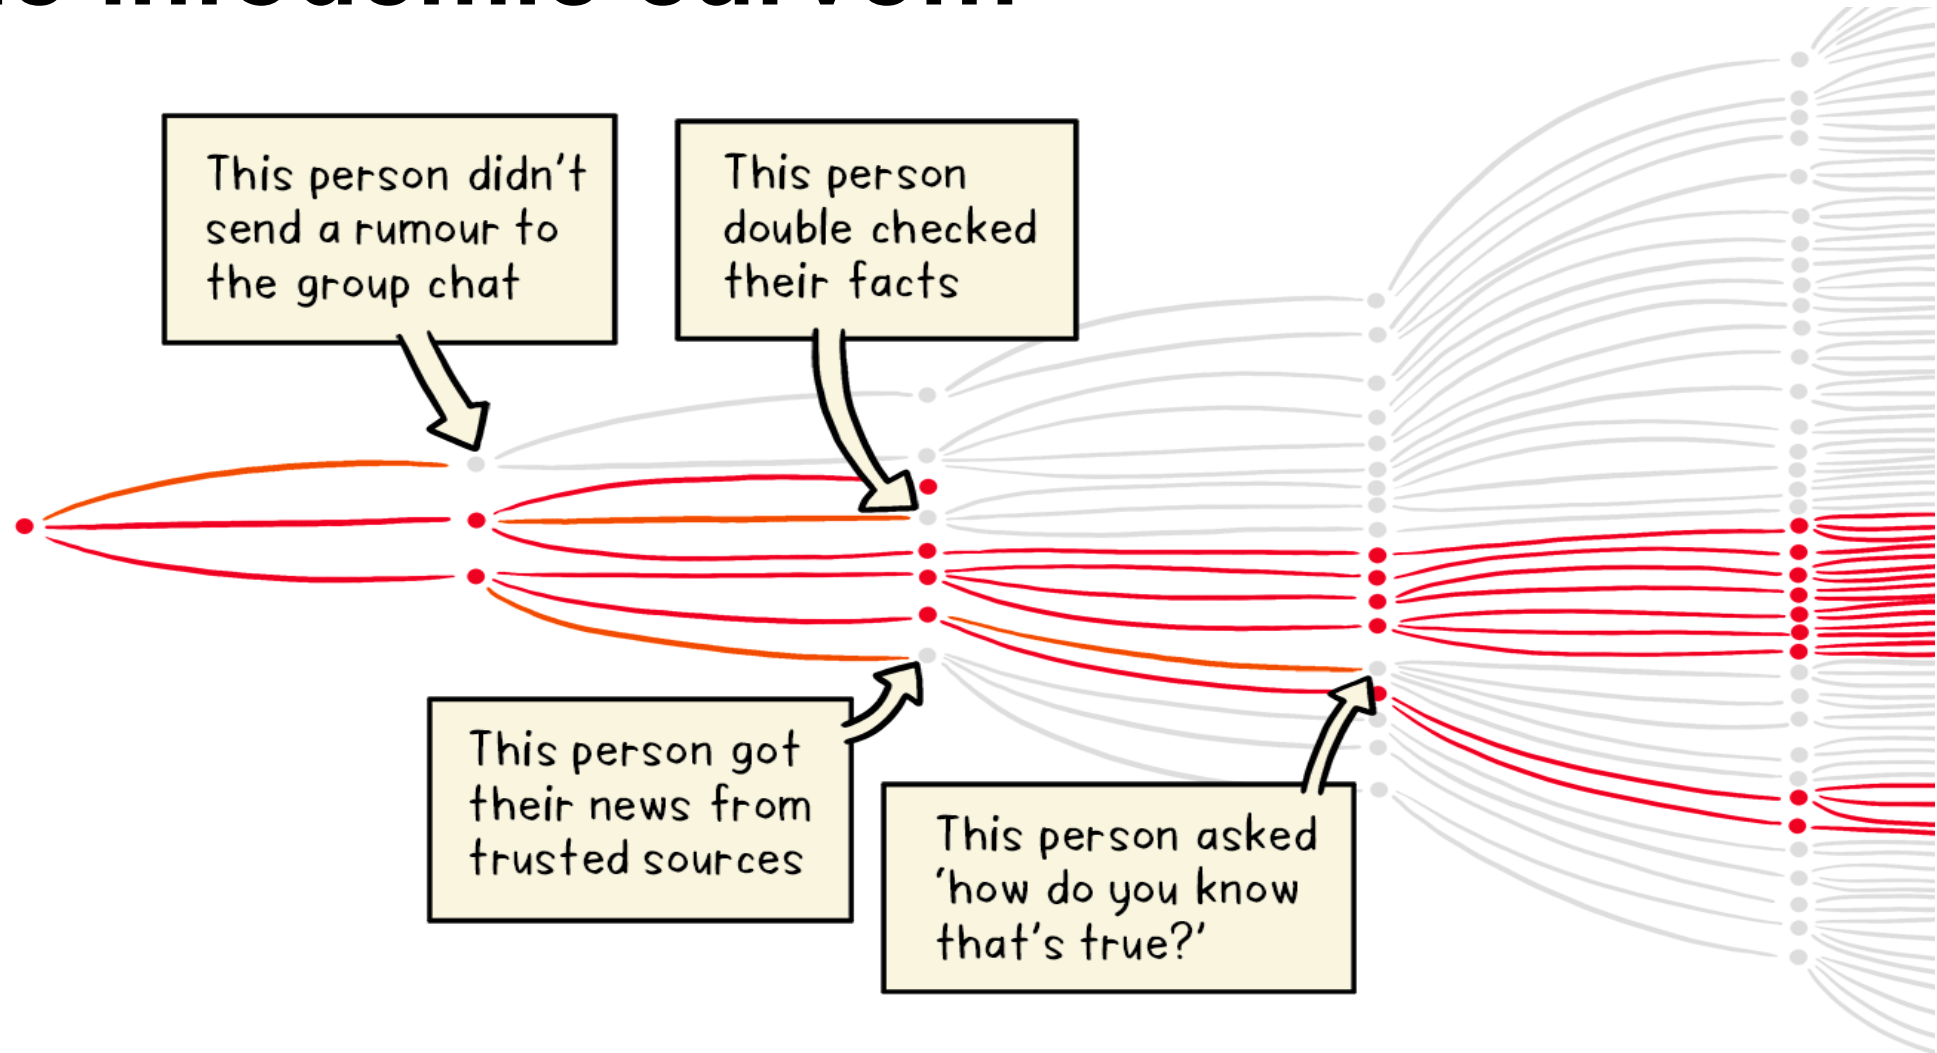 This person didn't
send a rumour to
the group chat
This person
double checked
their facts
This person got
their news from
trusted sources
This person asked
'how do you know
that's true?'